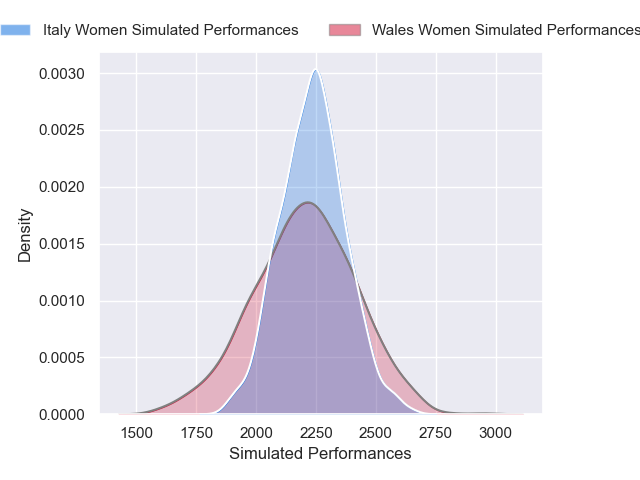 Italy Women Simulated Performances
Wales Women Simulated Performances
0.0030
0.0025
0.0020
0.0015
0.0010
0.0005
0.0000
Density
1500 1750 2000 2250 2500 2750 3000
Simulated Performances